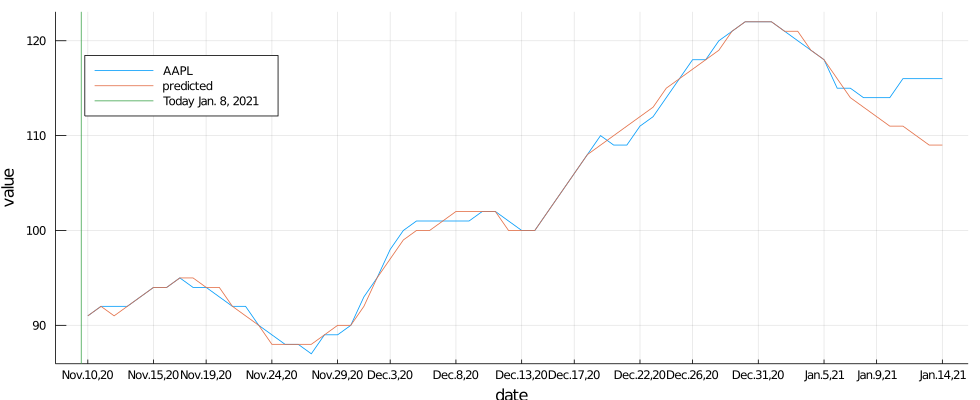 120
110
100
90
value
AAPL
predicted
Today Jan. 8, 2021
Nov.10,20 Nov.15,20 Nov.19,20 Nov.24,20 Nov.29,20 Dec.3,20 Dec.8,20 Dec.13,20 Dec.17,20 Dec.22,20 Dec.26,20 Dec.31,20 Jan.5,21 Jan.9,21 Jan.14,21
date